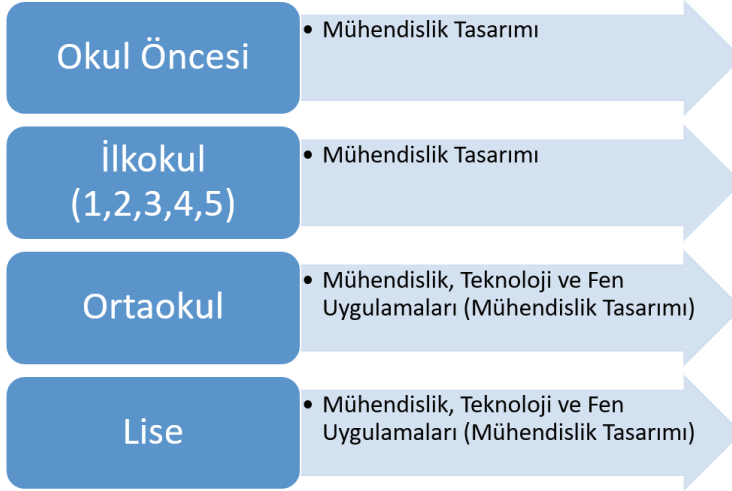 Okul Öncesi
• Mühendislik Tasarımı
İlkokul
(1,2,3,4,5)
• Mühendislik Tasarımı
Ortaokul
• Mühendislik, Teknoloji ve Fen
Uygulamaları (Mühendislik Tasarımı)
Lise
• Mühendislik, Teknoloji ve Fen
Uygulamaları (Mühendislik Tasarımı)